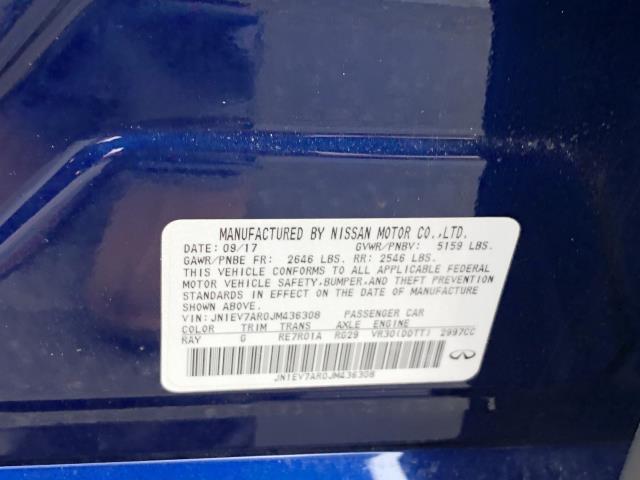 MANUFACTURED BY NISSAN MOTOR CO.,LTD.
DATE: 09/17 GVWR/PNBV: 5159 LBS.
GAWR/PNBE FR: 2646 LBS. RR: 2546 LBS.
THIS VEHICLE CONFORMS TO ALL APPLICABLE FEDERAL
MOTOR VEHICLE SAFETY,BUMPER,AND THEFT PREVENTION
STANDARDS IN EFFECT ON THE DATE OF MANUFACTURE
SHOWN ABOVE.
VIN: JN1EV7AR0JM436308 PASSENGER CAR
COLOR TRIM TRANS AXLE ENGINE
RAY G RE7R01A RG29 VR30(DDTT) 2997CC
JN1EV7AR0JM436308